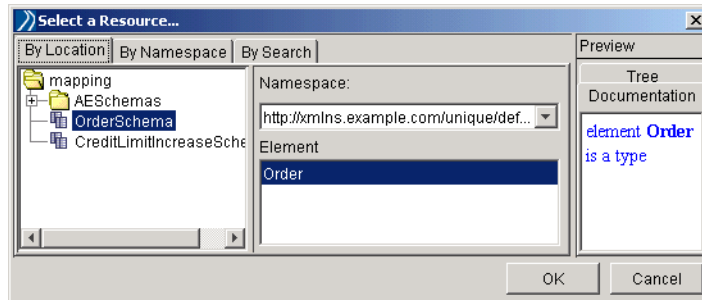 Select a Resource...
By Location
By Namespace
By Search
Preview
mapping
AESchemas
OrderSchema
CreditLimitIncreaseSche
Namespace:
http://xmlns.example.com/unique/def...
Element
Order
Tree
Documentation
element Order
is a type
OK
Cancel